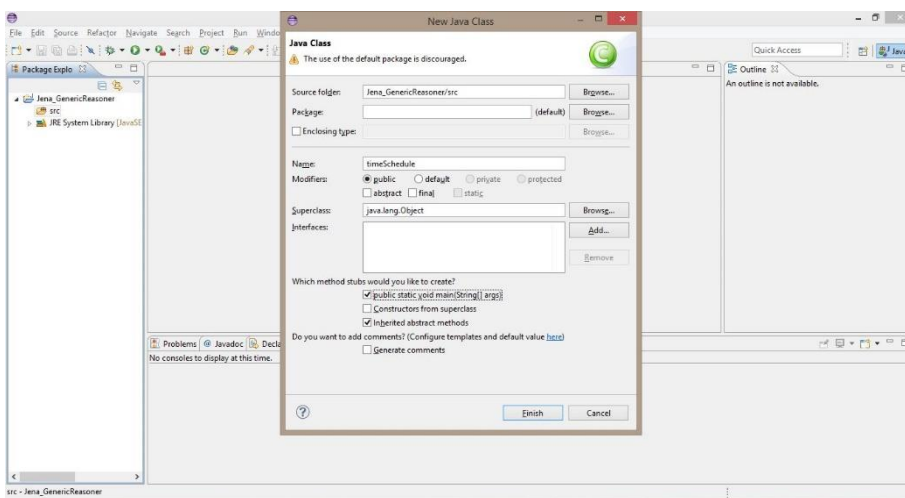 New Java Class
File Edit Source Refactor Navigate Search Project Run Windo
Quick Access
Java
Package Explo
Jena_GenericReasoner
src
JRE System Library [JavaSE
Java Class
The use of the default package is discouraged.
Source folder: Jena_GenericReasoner/src Browse...
Package: (default) Browse...
Enclosing type: Browse...
Name: timeSchedule
Modifiers: public default private protected
abstract final static
Superclass: java.lang.Object Browse...
Interfaces: Add...
Remove
Which method stubs would you like to create?
public static void main(String[] args)
Constructors from superclass
Inherited abstract methods
Do you want to add comments? (Configure templates and default value here)
Generate comments
Finish Cancel
Outline
An outline is not available.
Problems Javadoc Decla
No consoles to display at this time.
src - Jena_GenericReasoner